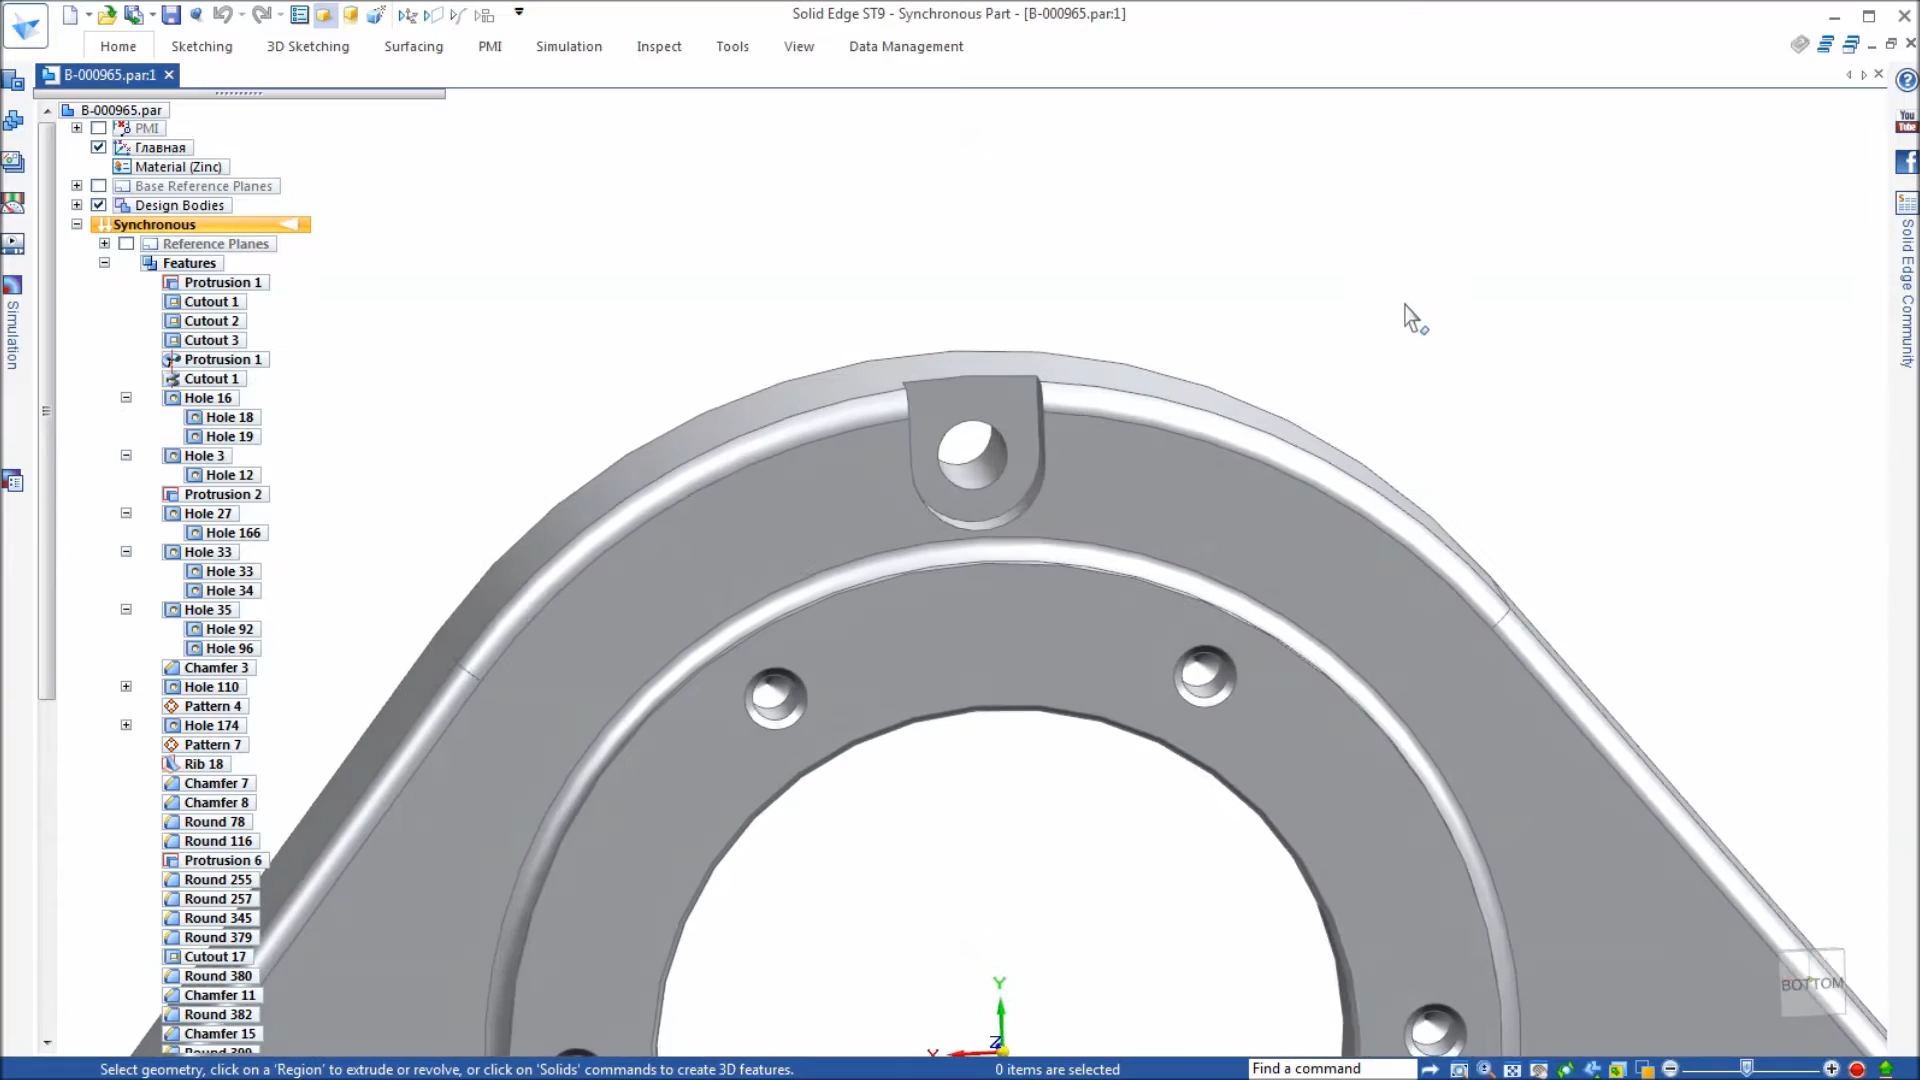 Solid Edge ST9 - Synchronous Part - [B-000965.par:1]
Home Sketching 3D Sketching Surfacing PMI Simulation Inspect Tools View Data Management
B-000965.par:1
B-000965.par
PMI
Главная
Material (Zinc)
Base Reference Planes
Design Bodies
Synchronous
Reference Planes
Features
Protrusion 1
Cutout 1
Cutout 2
Cutout 3
Protrusion 1
Cutout 1
Hole 16
Hole 18
Hole 19
Hole 3
Hole 12
Protrusion 2
Hole 27
Hole 166
Hole 33
Hole 33
Hole 34
Hole 35
Hole 92
Hole 96
Chamfer 3
Hole 110
Pattern 4
Hole 174
Pattern 7
Rib 18
Chamfer 7
Chamfer 8
Round 78
Round 116
Protrusion 6
Round 255
Round 257
Round 345
Round 379
Cutout 17
Round 380
Chamfer 11
Round 382
Chamfer 15
Simulation
You
Tube
Solid Edge Community
BOTTOM
Y
Z
X
Select geometry, click on a 'Region' to extrude or revolve, or click on 'Solids' commands to create 3D features.
0 items are selected
Find a command